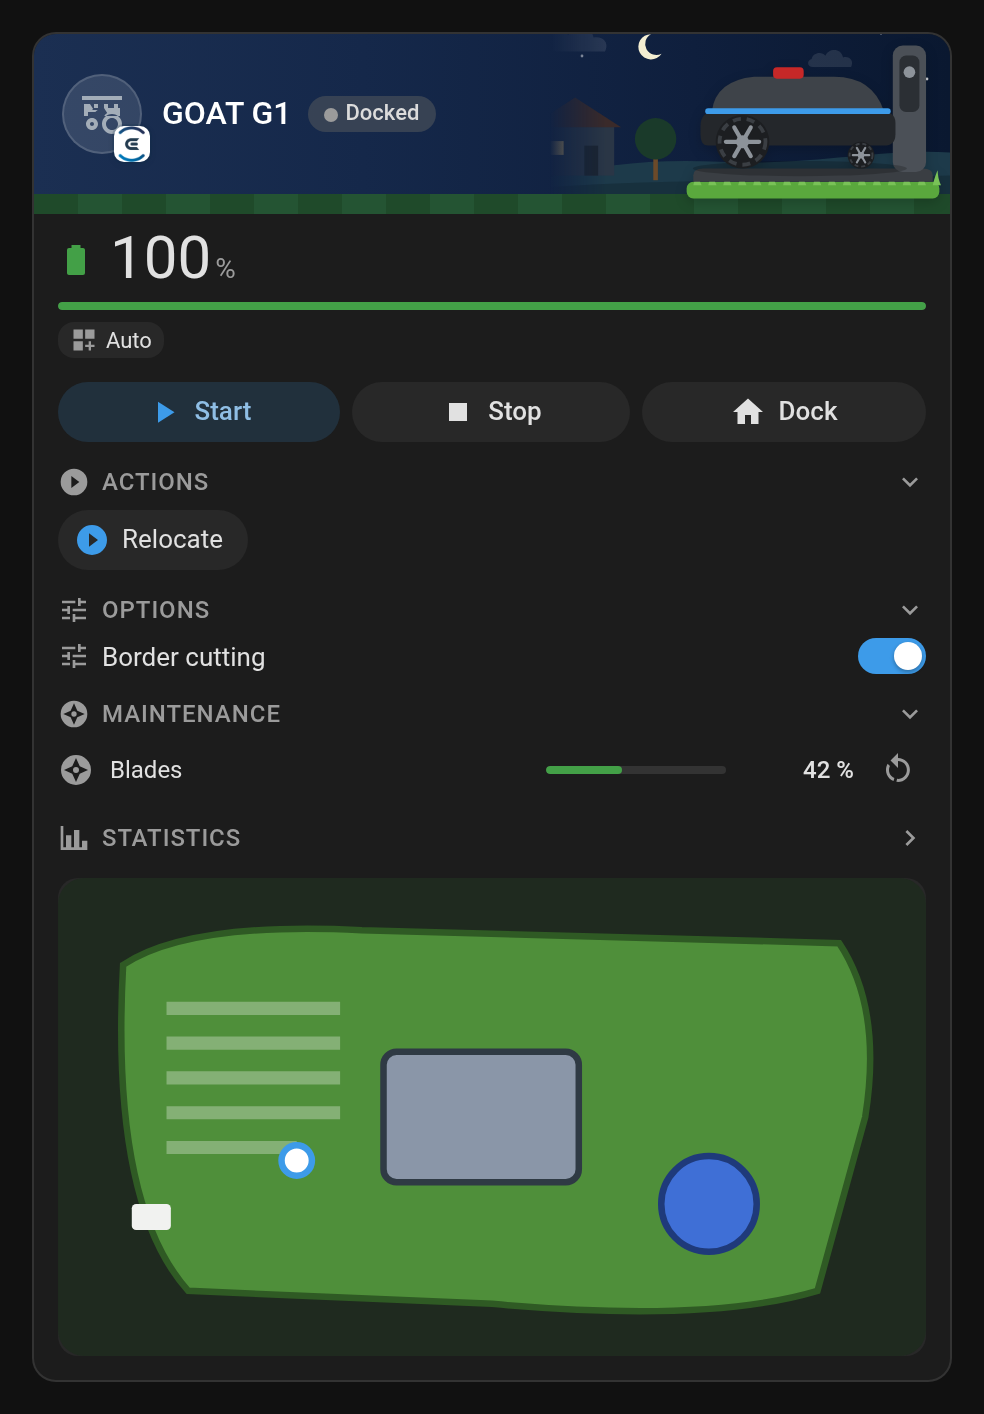 GOAT G1
Docked
100 %
Auto
Start
Stop
Dock
ACTIONS
Relocate
OPTIONS
Border cutting
MAINTENANCE
Blades
42 %
STATISTICS